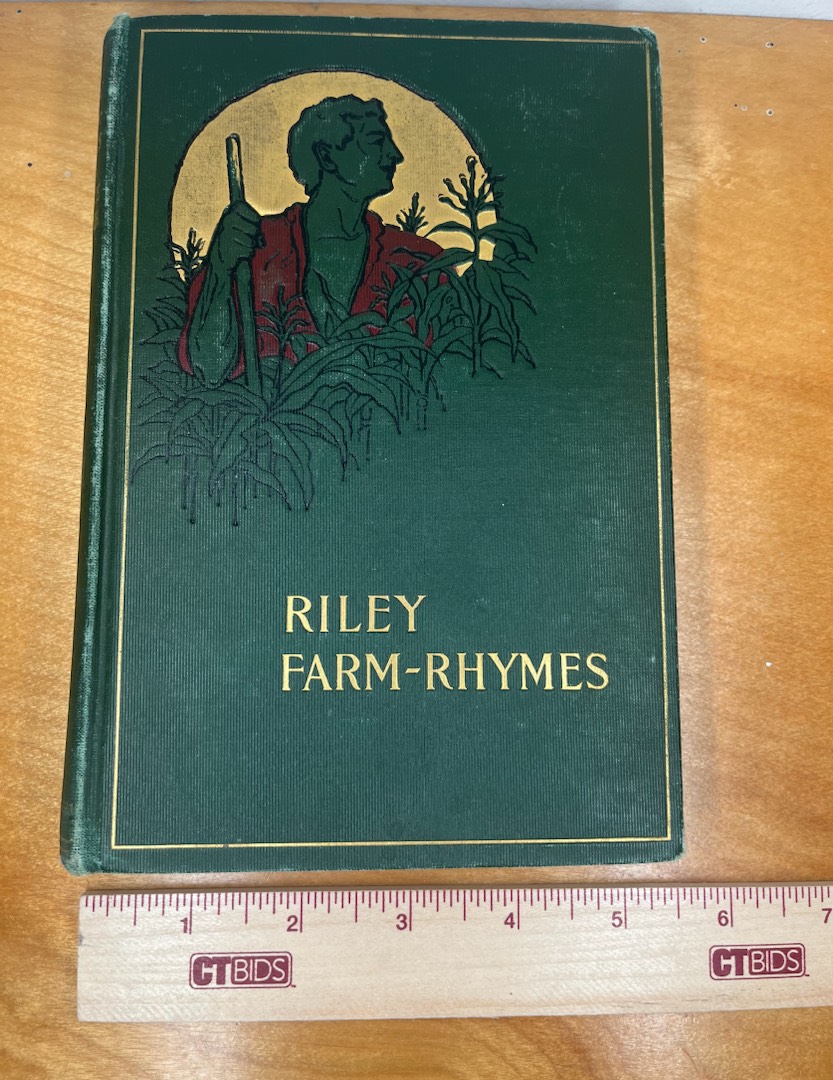 RILEY
FARM-RHYMES
1 2 3 4 5 6 7
CTBIDS CTBIDS